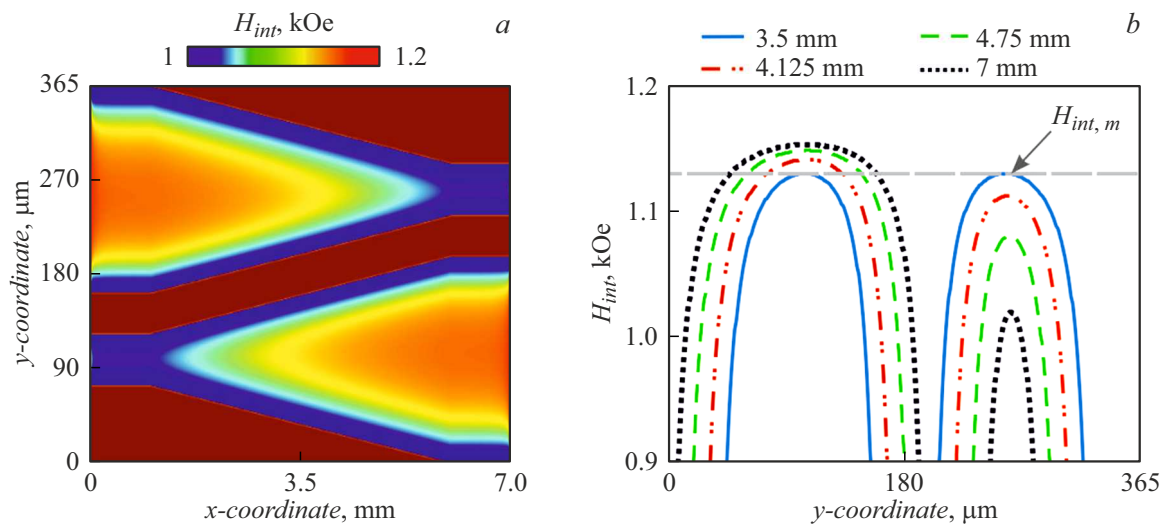 H_int, kOe
a
1
1.2
365
270
180
90
0
y-coordinate, μm
0
3.5
7.0
x-coordinate, mm
3.5 mm
4.75 mm
b
4.125 mm
7 mm
1.2
1.1
1.0
0.9
H_int, kOe
H_int, m
0
180
365
y-coordinate, μm